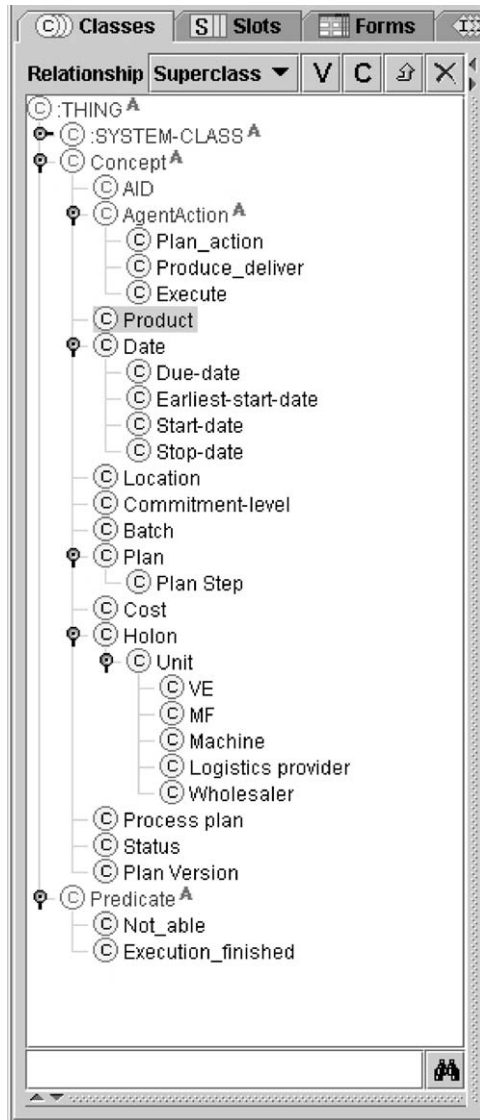 Classes Slots Forms
Relationship Superclass V C
:THING A
:SYSTEM-CLASS A
Concept A
AID
AgentAction A
Plan_action
Produce_deliver
Execute
Product
Date
Due-date
Earliest-start-date
Start-date
Stop-date
Location
Commitment-level
Batch
Plan
Plan Step
Cost
Holon
Unit
VE
MF
Machine
Logistics provider
Wholesaler
Process plan
Status
Plan Version
Predicate A
Not_able
Execution_finished